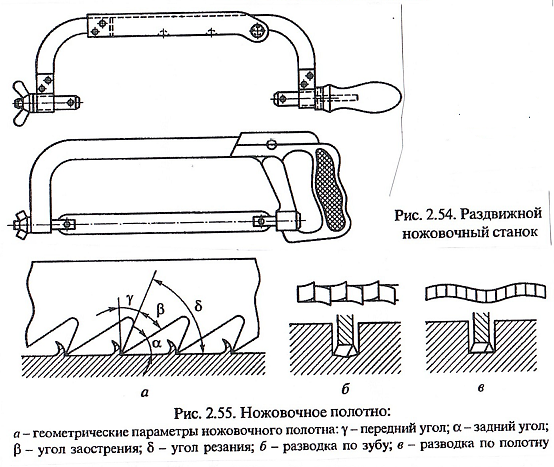 Рис. 2.54. Раздвижной
ножовочный станок
γ
β
δ
α
а
б
в
Рис. 2.55. Ножовочное полотно:
а – геометрические параметры ножовочного полотна: γ – передний угол; α – задний угол;
β – угол заострения; δ – угол резания; б – разводка по зубу; в – разводка по полотну